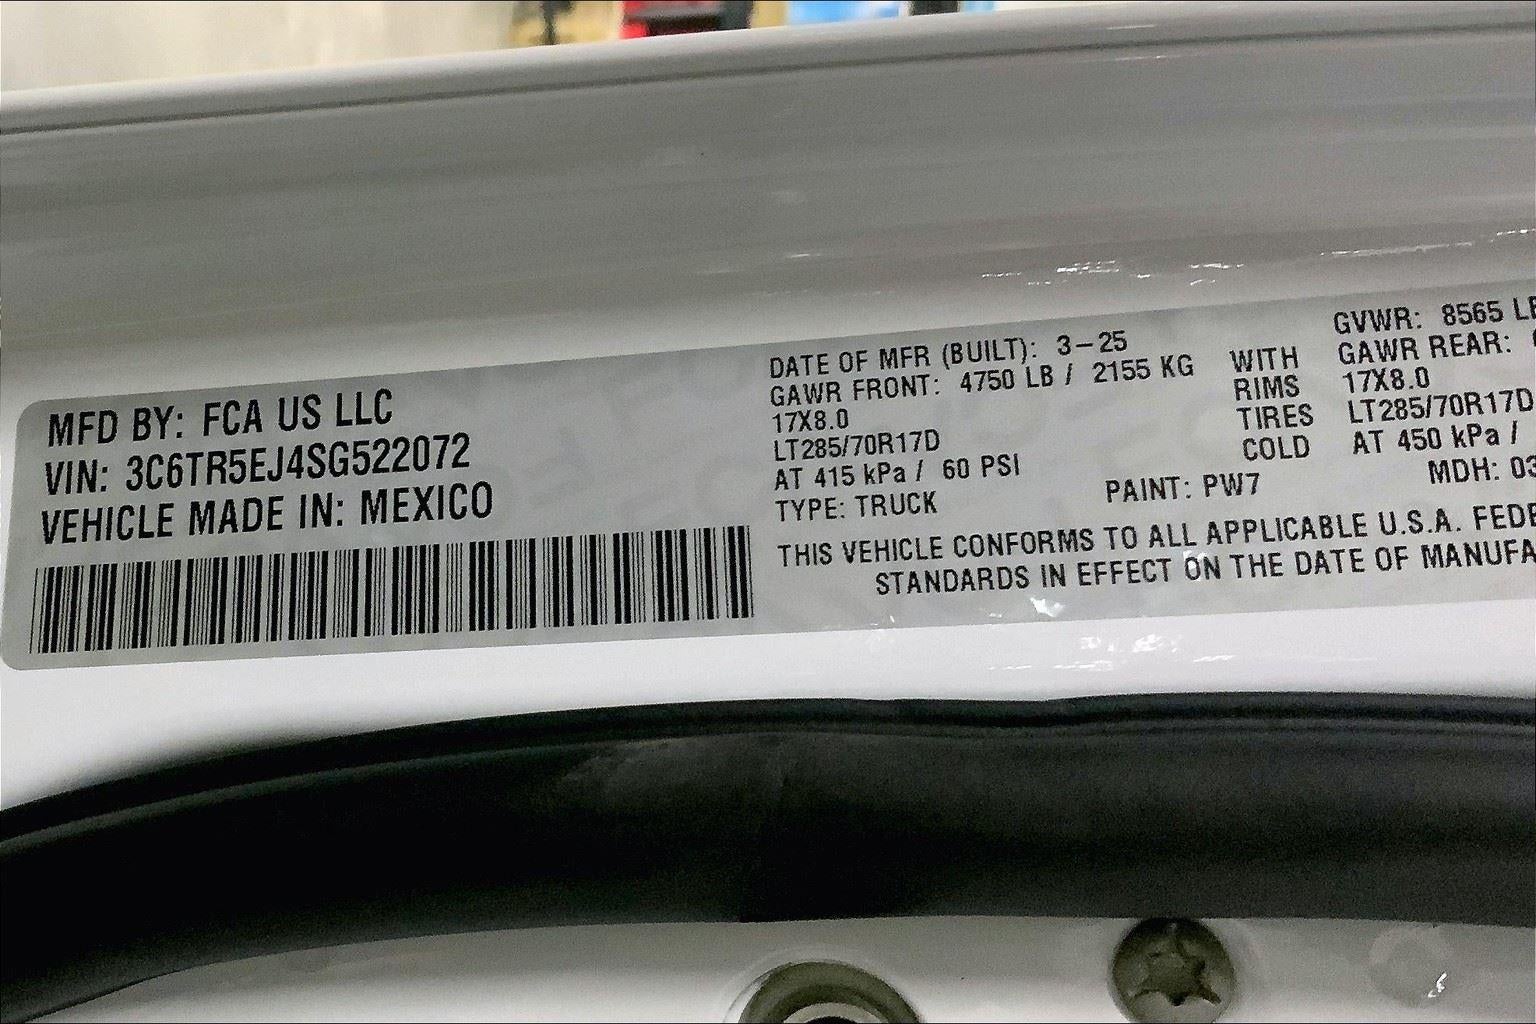 MFD BY: FCA US LLC
VIN: 3C6TR5EJ4SG522072
VEHICLE MADE IN: MEXICO
DATE OF MFR (BUILT): 3-25
GAWR FRONT: 4750 LB / 2155 KG
17X8.0
LT285/70R17D
AT 415 kPa / 60 PSI
TYPE: TRUCK
PAINT: PW7
WITH
RIMS
TIRES
COLD
GVWR: 8565
GAWR REAR:
17X8.0
LT285/70R17D
AT 450 kPa /
MDH: 03
THIS VEHICLE CONFORMS TO ALL APPLICABLE U.S.A. FEDE
STANDARDS IN EFFECT ON THE DATE OF MANUFA